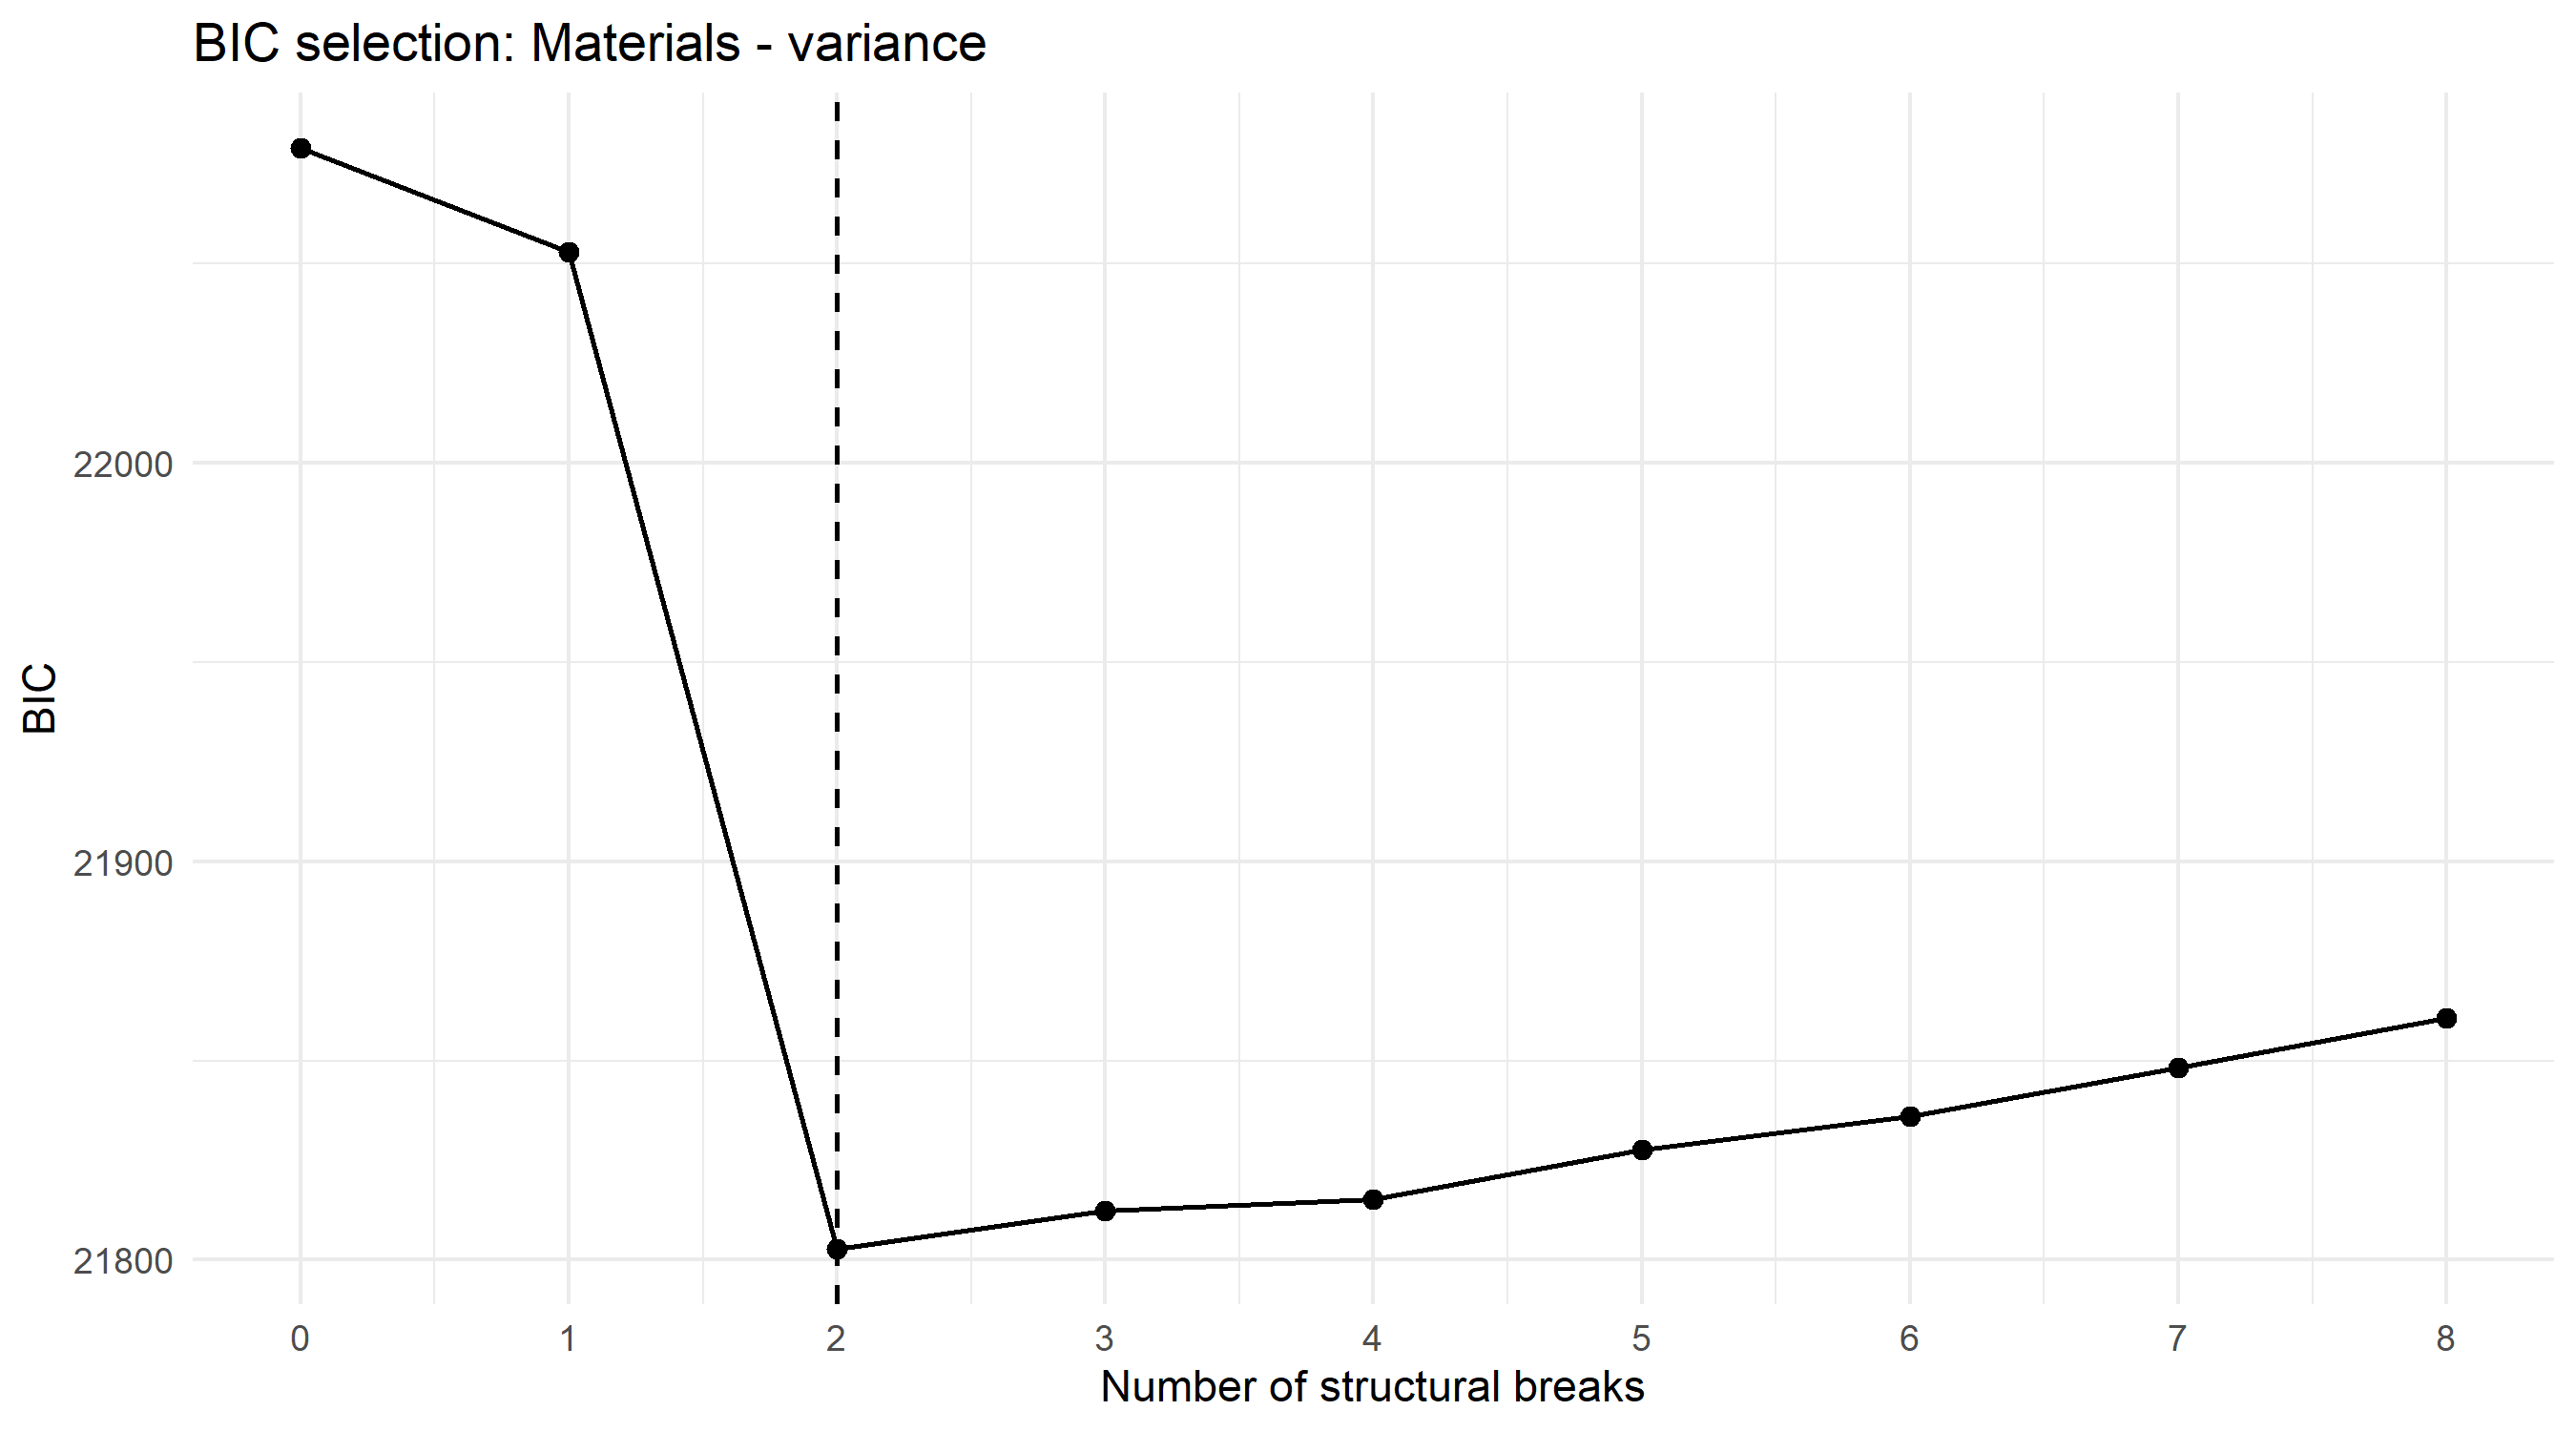 BIC selection: Materials - variance
BIC
22000
21900
21800
0 1 2 3 4 5 6 7 8
Number of structural breaks